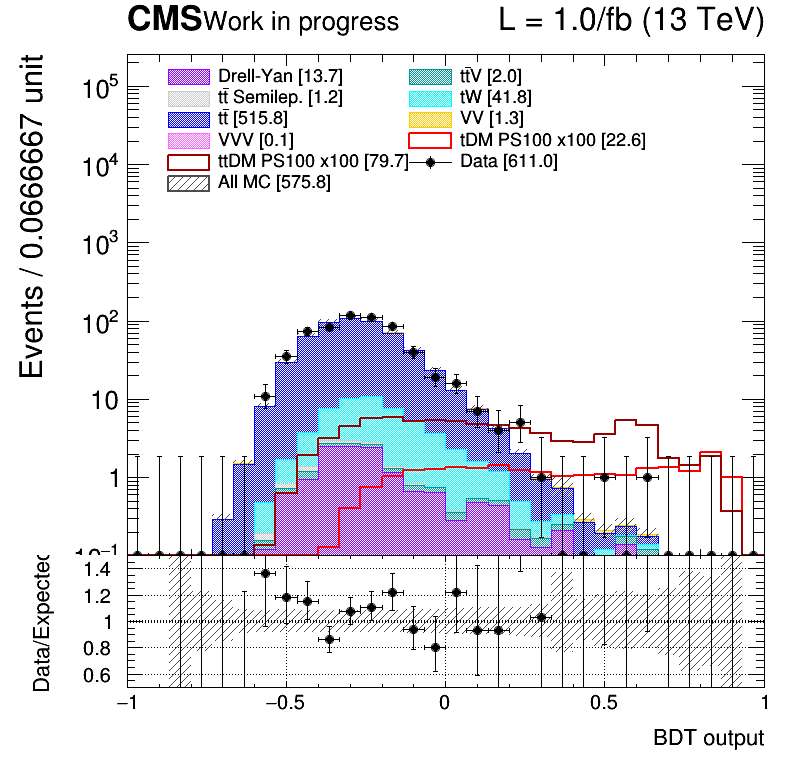 CMS Work in progress L = 1.0/fb (13 TeV)
Events / 0.0666667 unit
10⁵
10⁴
10³
10²
10
1
10⁻¹
Drell-Yan [13.7] tt̄V [2.0]
tt̄ Semilep. [1.2] tW [41.8]
tt̄ [515.8] VV [1.3]
VVV [0.1] tDM PS100 x100 [22.6]
ttDM PS100 x100 [79.7] Data [611.0]
All MC [575.8]
Data/Expected
1.4
1.2
1
0.8
0.6
−1 −0.5 0 0.5 1
BDT output